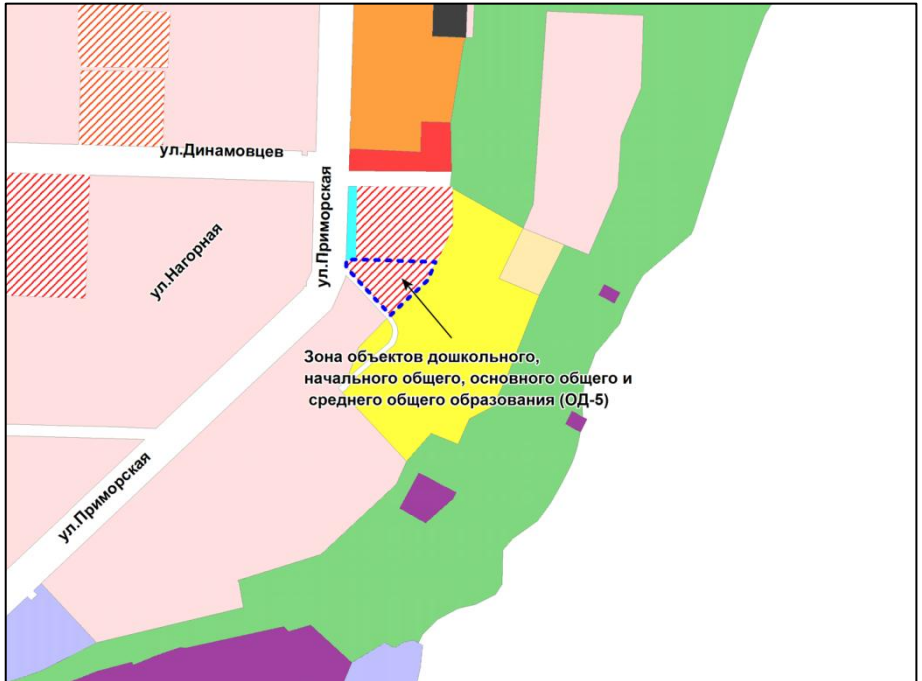 ул.Динамовцев
ул.Приморская
ул.Нагорная
Зона объектов дошкольного,
начального общего, основного общего и
среднего общего образования (ОД-5)
ул.Приморская